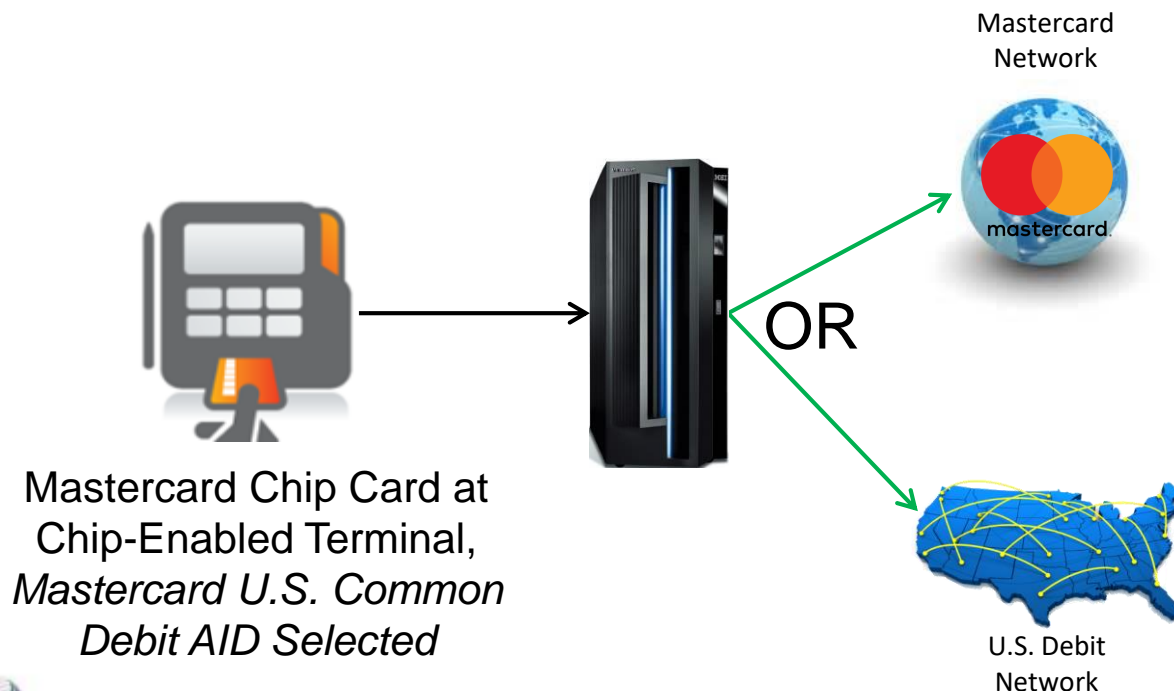 Mastercard
Network
mastercard.
OR
Mastercard Chip Card at
Chip-Enabled Terminal,
Mastercard U.S. Common
Debit AID Selected
U.S. Debit
Network